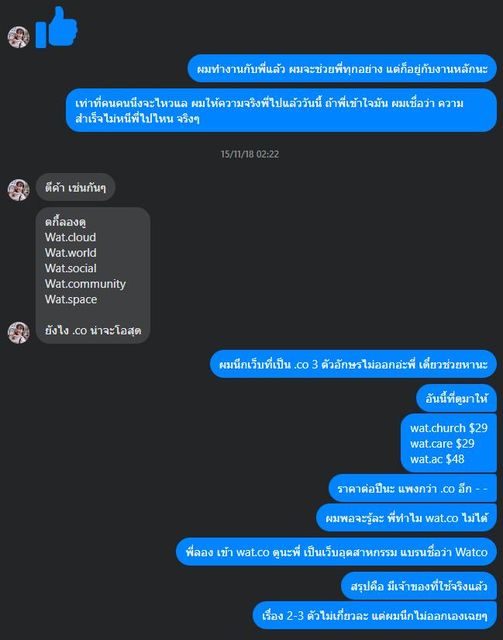 ผมทำงานกับพี่แล้ว ผมจะช่วยพี่ทุกอย่าง แต่ก็อยู่กับงานหลักนะ
เท่าที่คนคนนึงจะไหวแล ผมให้ความจริงพี่ไปแล้ววันนี้ ถ้าพี่เข้าใจมัน ผมเชื่อว่า ความ
สำเร็จไม่หนีพี่ไปไหน จริงๆ
15/11/18 02:22
ดีค้า เช่นกันๆ
ตกี้ลองดู
Wat.cloud
Wat.world
Wat.social
Wat.community
Wat.space
ยังไง .co น่าจะโอสุด
ผมนึกเว็บที่เป็น .co 3 ตัวอักษรไม่ออกอ่ะพี่ เดี๋ยวช่วยหานะ
อันนี้ที่ดูมาให้
wat.church $29
wat.care $29
wat.ac $48
ราคาต่อปีนะ แพงกว่า .co อีก - -
ผมพอจะรู้ละ พี่ทำไม wat.co ไม่ได้
พี่ลอง เข้า wat.co ดูนะพี่ เป็นเว็บอุตสาหกรรม แบรนชื่อว่า Watco
สรุปคือ มีเจ้าของที่ใช้จริงแล้ว
เรื่อง 2-3 ตัวไม่เกี่ยวละ แต่ผมนึกไม่ออกเองเฉยๆ